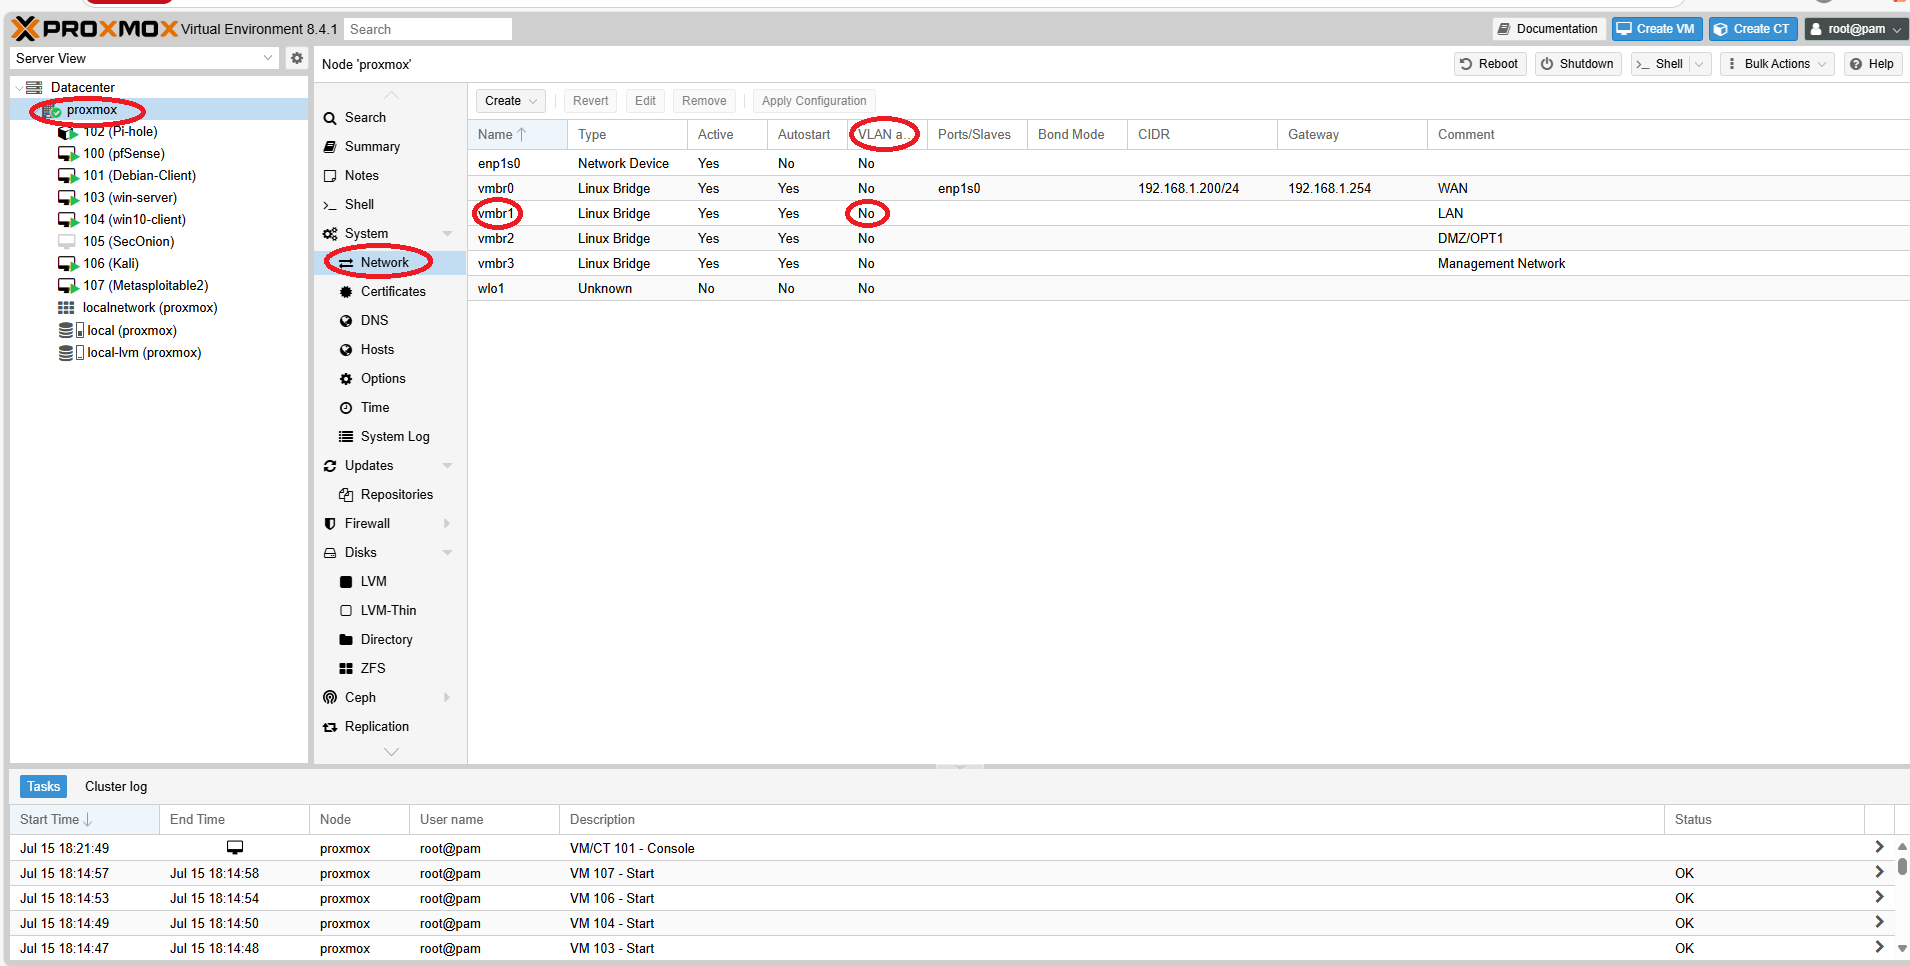 PROXMOX Virtual Environment 8.4.1 Search Documentation Create VM Create CT root@pam
Server View
Datacenter
proxmox
102 (Pi-hole)
100 (pfSense)
101 (Debian-Client)
103 (win-server)
104 (win10-client)
105 (SecOnion)
106 (Kali)
107 (Metasploitable2)
localnetwork (proxmox)
local (proxmox)
local-lvm (proxmox)
Node 'proxmox' Reboot Shutdown Shell Bulk Actions Help
Search
Summary
Notes
Shell
System
Network
Certificates
DNS
Hosts
Options
Time
System Log
Updates
Repositories
Firewall
Disks
LVM
LVM-Thin
Directory
ZFS
Ceph
Replication
Create Revert Edit Remove Apply Configuration
Name Type Active Autostart VLAN a... Ports/Slaves Bond Mode CIDR Gateway Comment
enp1s0 Network Device Yes No No
vmbr0 Linux Bridge Yes Yes No enp1s0 192.168.1.200/24 192.168.1.254 WAN
vmbr1 Linux Bridge Yes Yes No LAN
vmbr2 Linux Bridge Yes Yes No DMZ/OPT1
vmbr3 Linux Bridge Yes Yes No Management Network
wlo1 Unknown No No No
Tasks Cluster log
Start Time End Time Node User name Description Status
Jul 15 18:21:49 proxmox root@pam VM/CT 101 - Console
Jul 15 18:14:57 Jul 15 18:14:58 proxmox root@pam VM 107 - Start OK
Jul 15 18:14:53 Jul 15 18:14:54 proxmox root@pam VM 106 - Start OK
Jul 15 18:14:49 Jul 15 18:14:50 proxmox root@pam VM 104 - Start OK
Jul 15 18:14:47 Jul 15 18:14:48 proxmox root@pam VM 103 - Start OK